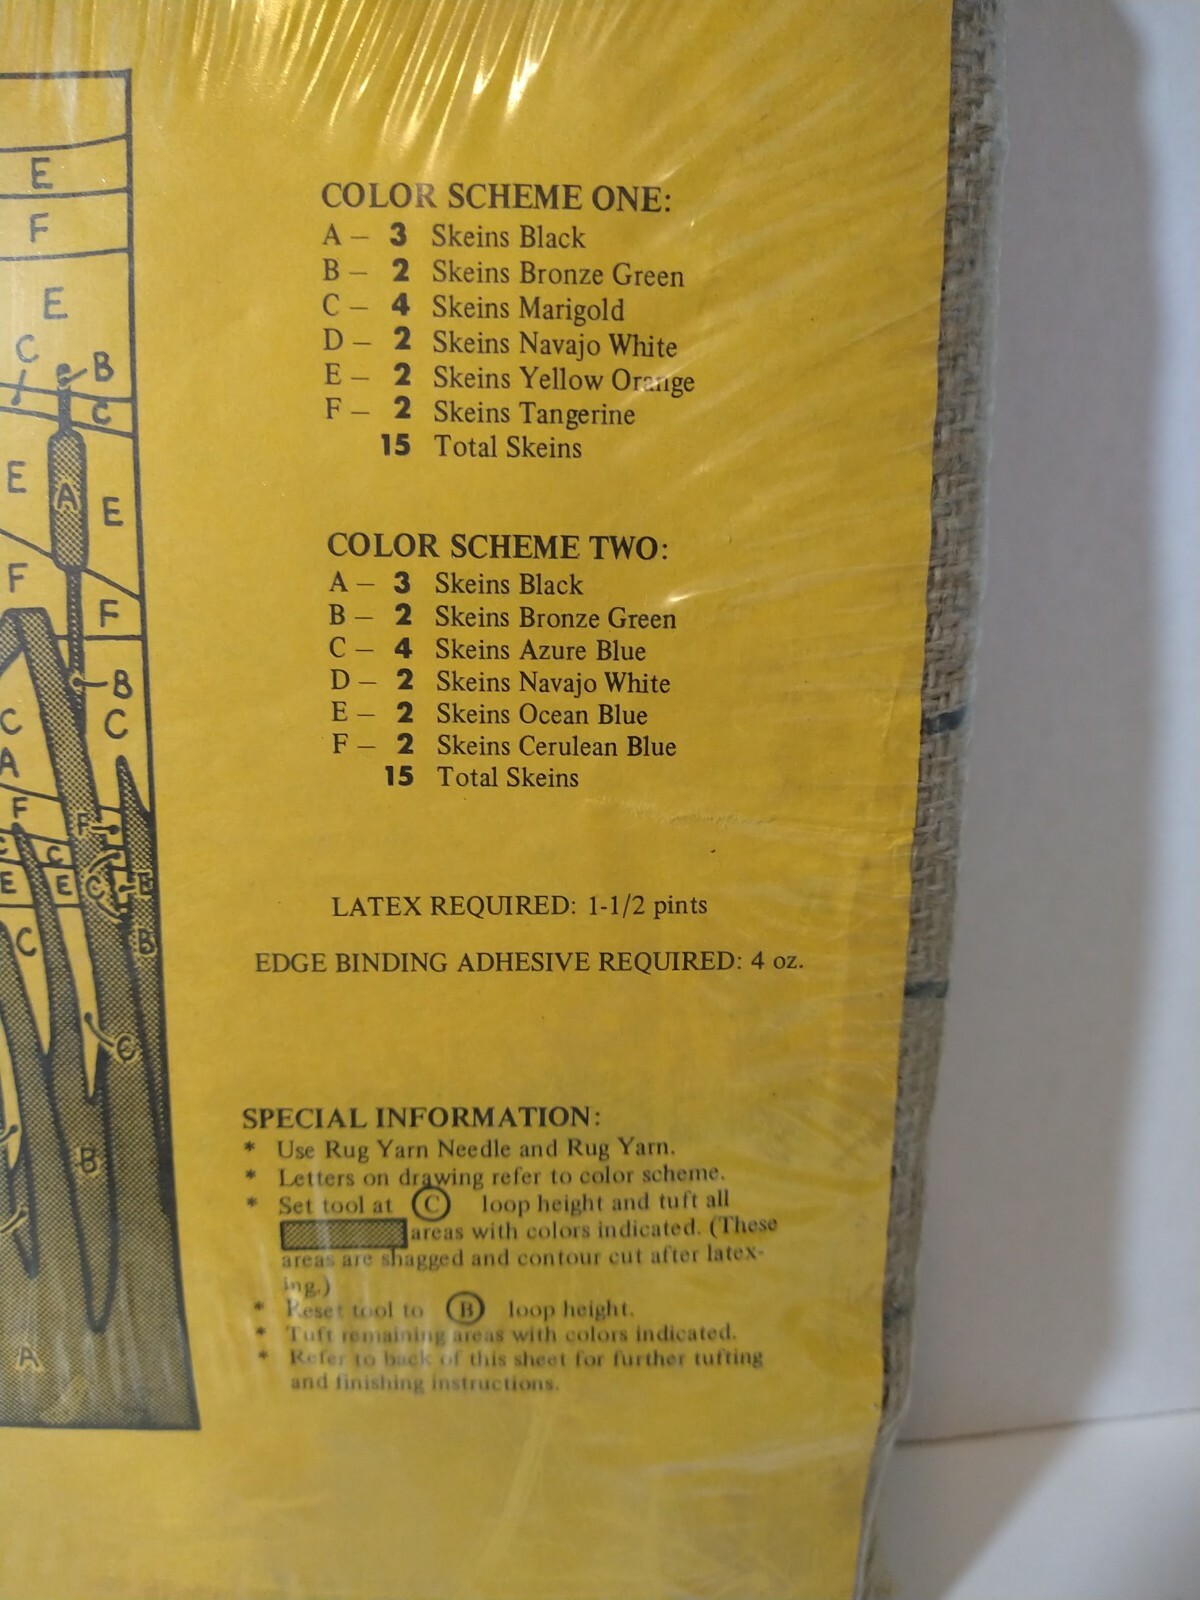 COLOR SCHEME ONE:
A – 3 Skeins Black
B – 2 Skeins Bronze Green
C – 4 Skeins Marigold
D – 2 Skeins Navajo White
E – 2 Skeins Yellow Orange
F – 2 Skeins Tangerine
15 Total Skeins
COLOR SCHEME TWO:
A – 3 Skeins Black
B – 2 Skeins Bronze Green
C – 4 Skeins Azure Blue
D – 2 Skeins Navajo White
E – 2 Skeins Ocean Blue
F – 2 Skeins Cerulean Blue
15 Total Skeins
LATEX REQUIRED: 1-1/2 pints
EDGE BINDING ADHESIVE REQUIRED: 4 oz.
SPECIAL INFORMATION:
* Use Rug Yarn Needle and Rug Yarn.
* Letters on drawing refer to color scheme.
* Set tool at C loop height and tuft all
areas with colors indicated. (These
areas are shagged and contour cut after latex-
ing.)
* Reset tool to B loop height.
* Tuft remaining areas with colors indicated.
* Refer to back of this sheet for further tufting
and finishing instructions.
E
F
E
C B
C
E A E
F F
B
C C
A
F F
C C
E E C E
C B
C
B
A